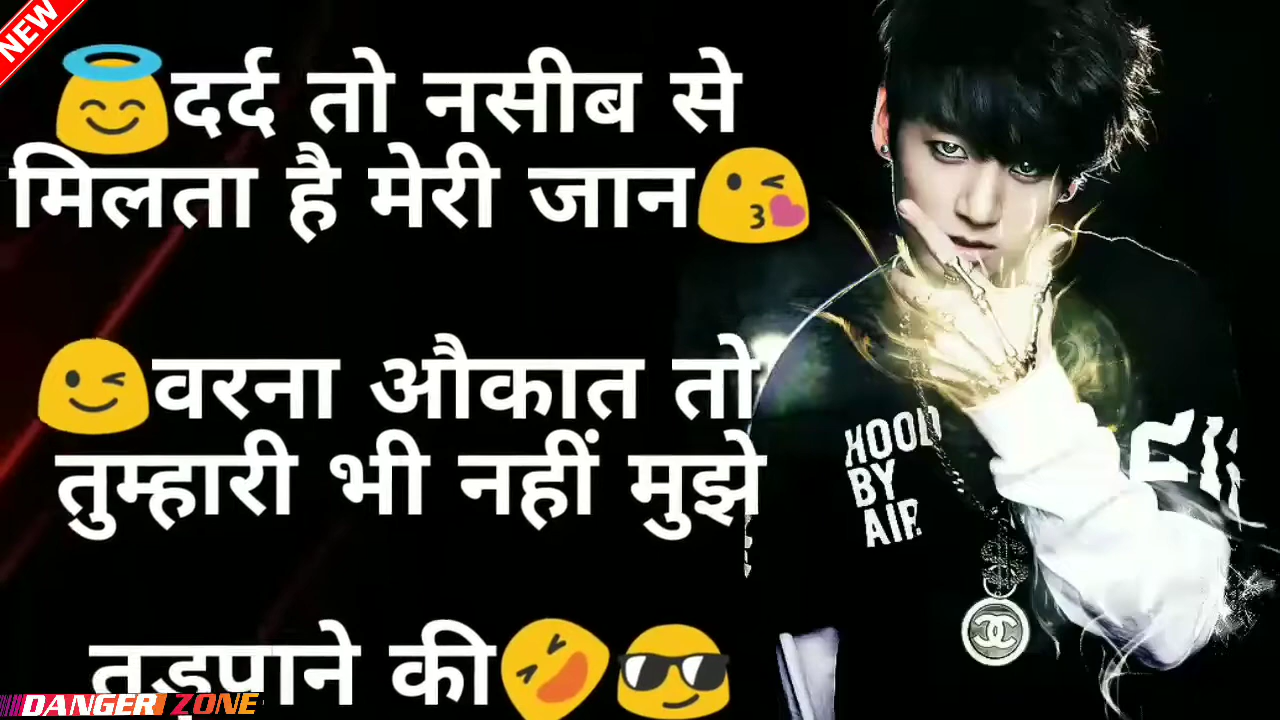 NEW
😇दर्द तो नसीब से
मिलता है मेरी जान😘
😉वरना औकात तो
तुम्हारी भी नहीं मुझे
तड़पाने की🤣😎
HOOD
BY
AIR
DANGER ZONE